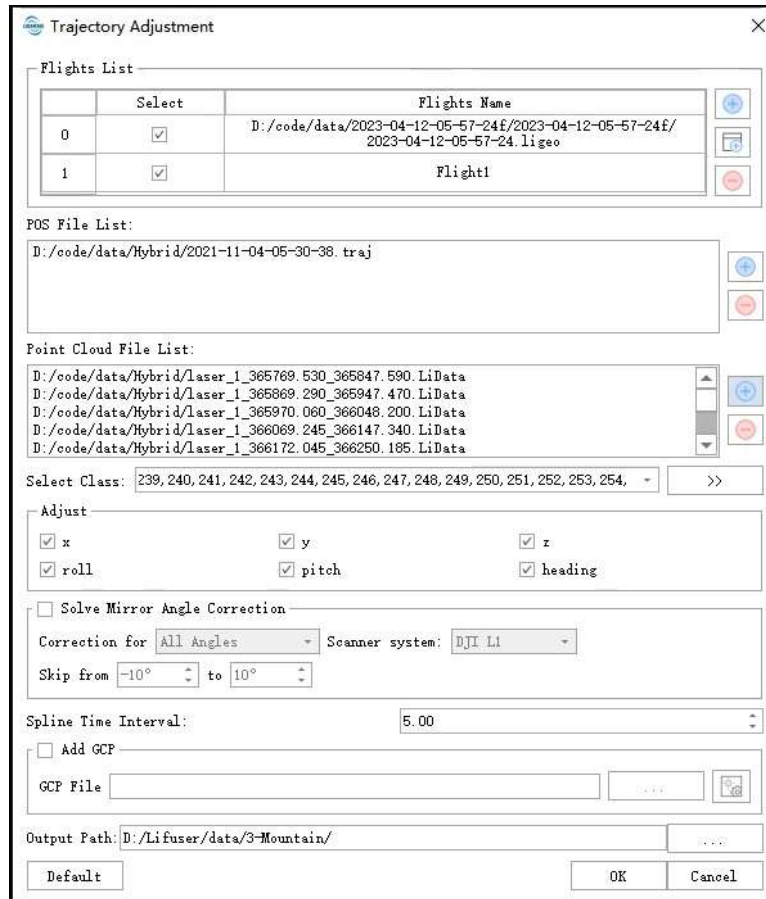 Trajectory Adjustment
Flights List
Select Flights Name
0 D:/code/data/2023-04-12-05-57-24f/2023-04-12-05-57-24f/
2023-04-12-05-57-24.ligeo
1 Flight1
POS File List:
D:/code/data/Hybrid/2021-11-04-05-30-38.traj
Point Cloud File List:
D:/code/data/Hybrid/laser_1_365769.530_365847.590.LiData
D:/code/data/Hybrid/laser_1_365869.290_365947.470.LiData
D:/code/data/Hybrid/laser_1_365970.060_366048.200.LiData
D:/code/data/Hybrid/laser_1_366069.245_366147.340.LiData
D:/code/data/Hybrid/laser_1_366172.045_366250.185.LiData
Select Class: 239, 240, 241, 242, 243, 244, 245, 246, 247, 248, 249, 250, 251, 252, 253, 254, >>
Adjust
x y z
roll pitch heading
Solve Mirror Angle Correction
Correction for All Angles Scanner system: DJI L1
Skip from -10° to 10°
Spline Time Interval: 5.00
Add GCP
GCP File ...
Output Path: D:/Lifuser/data/3-Mountain/ ...
Default OK Cancel